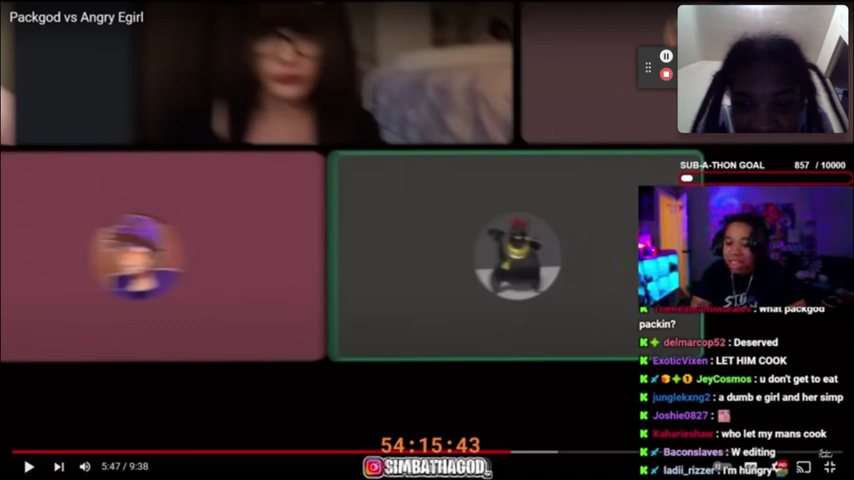 Packgod vs Angry Egirl
SUB-A-THON GOAL 857 / 10000
what packgod
packin?
delmarcop52 : Deserved
ExoticVixen : LET HIM COOK
JeyCosmos : u don't get to eat
junglekxng2 : a dumb e girl and her simp
Joshie0827 :
Kaharieshaw : who let my mans cook
Baconslaves : W editing
ladii_rizzer : I'm hungry
54:15:43
SIMBATHAGOD
5:47 / 9:38